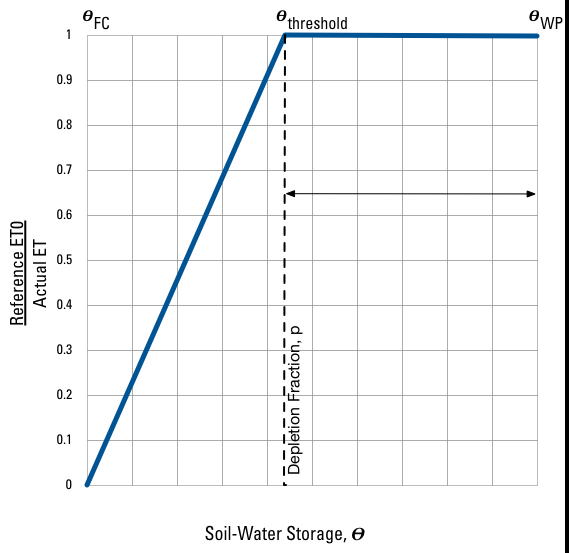 θFC θthreshold θWP
1
0.9
0.8
0.7
0.6
0.5
0.4
0.3
0.2
0.1
0
Reference ET0
Actual ET
Depletion Fraction, p
Soil-Water Storage, θ